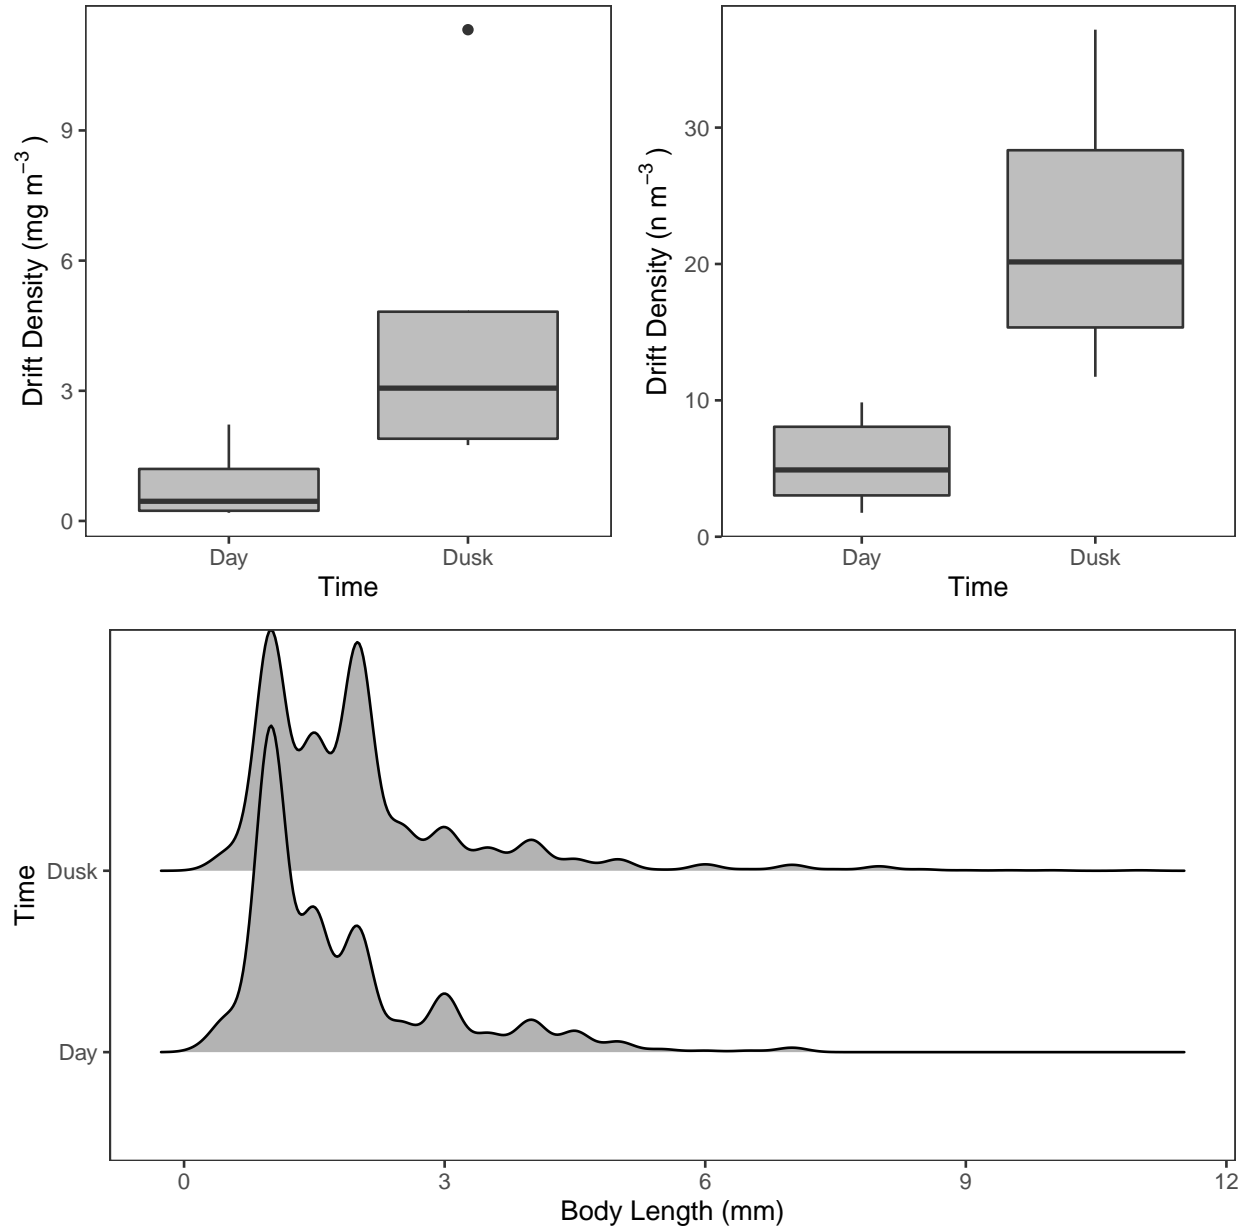 Drift Density (mg m⁻³ )
9
6
3
0
Day Dusk
Time
Drift Density (n m⁻³ )
30
20
10
0
Day Dusk
Time
Time
Dusk
Day
0 3 6 9 12
Body Length (mm)